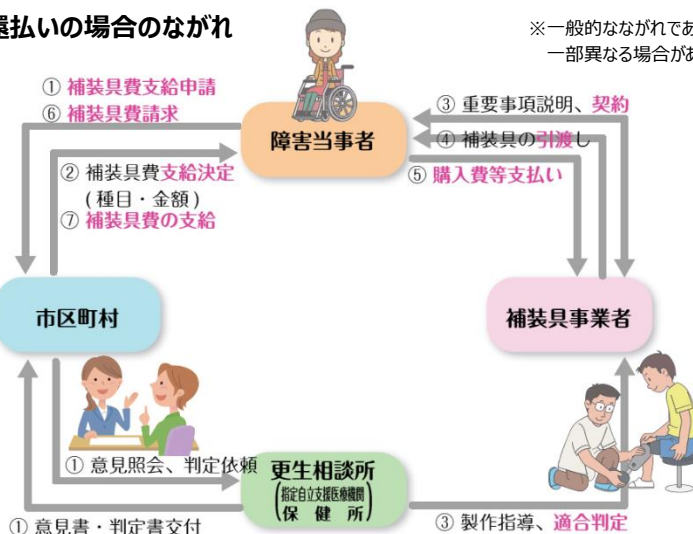 還払いの場合のながれ
※一般的なながれであ
一部異なる場合があ
① 補装具費支給申請
⑥ 補装具費請求
障害当事者
③ 重要事項説明、契約
④ 補装具の引渡し
⑤ 購入費等支払い
② 補装具費支給決定
(種目・金額)
⑦ 補装具費の支給
市区町村
補装具事業者
① 意見照会、判定依頼
更生相談所
(指定自立支援医療機関
保健所)
① 意見書・判定書交付
③ 製作指導、適合判定